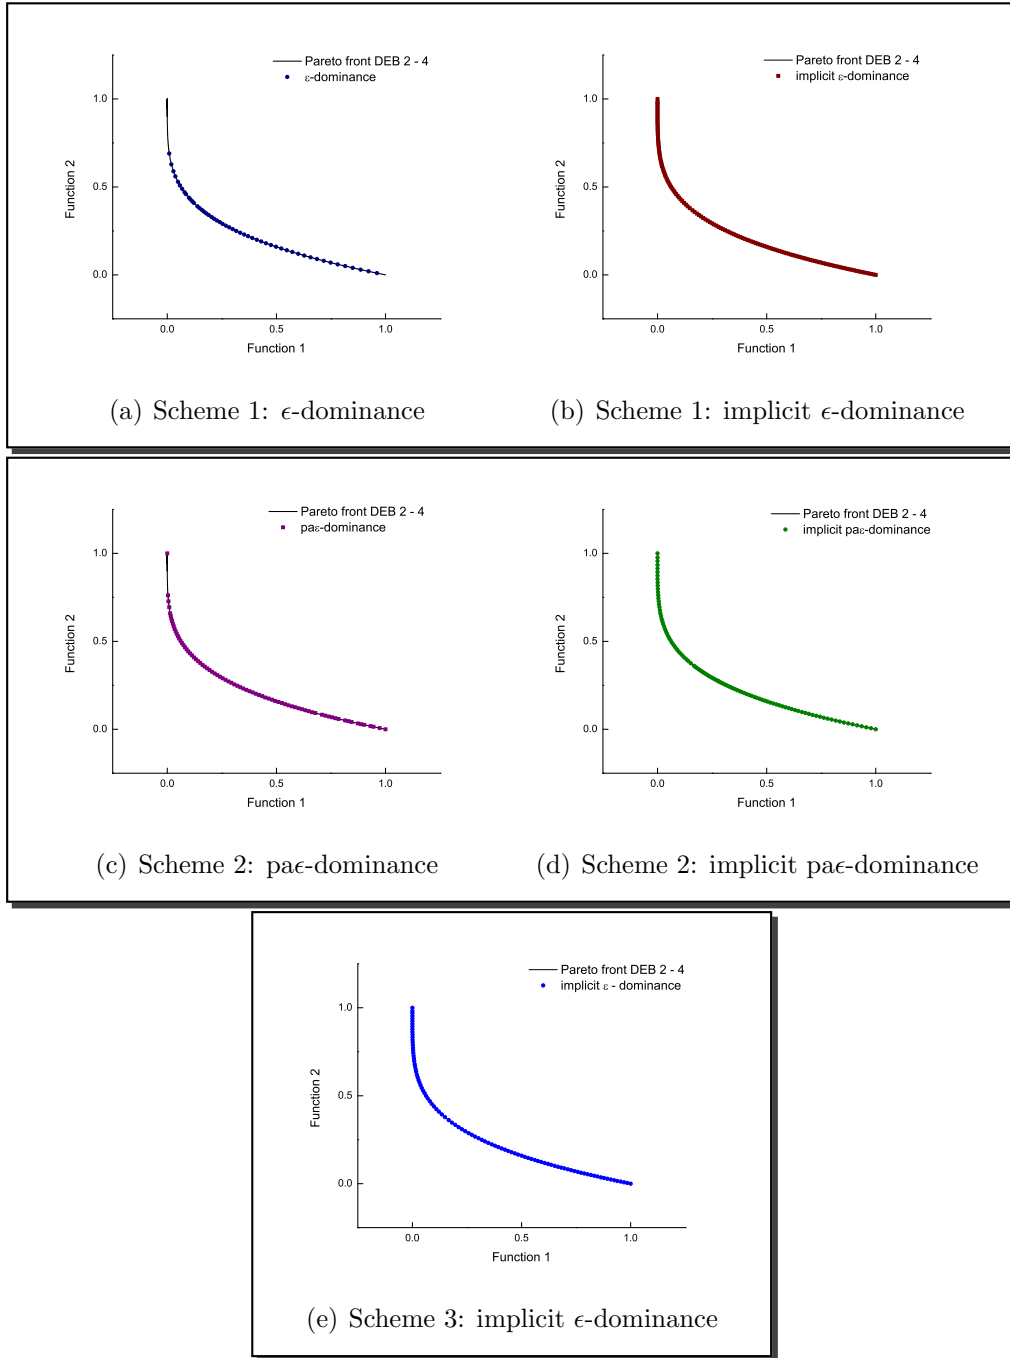 Pareto front DEB 2 - 4
ε-dominance
1.0
0.5
0.0
Function 2
0.0 0.5 1.0
Function 1
(a) Scheme 1: ϵ-dominance
Pareto front DEB 2 - 4
implicit ε-dominance
1.0
0.5
0.0
Function 2
0.0 0.5 1.0
Function 1
(b) Scheme 1: implicit ϵ-dominance
Pareto front DEB 2 - 4
paε-dominance
1.0
0.5
0.0
Function 2
0.0 0.5 1.0
Function 1
(c) Scheme 2: paϵ-dominance
Pareto front DEB 2 - 4
implicit paε-dominance
1.0
0.5
0.0
Function 2
0.0 0.5 1.0
Function 1
(d) Scheme 2: implicit paϵ-dominance
Pareto front DEB 2 - 4
implicit ε - dominance
1.0
0.5
0.0
Function 2
0.0 0.5 1.0
Function 1
(e) Scheme 3: implicit ϵ-dominance